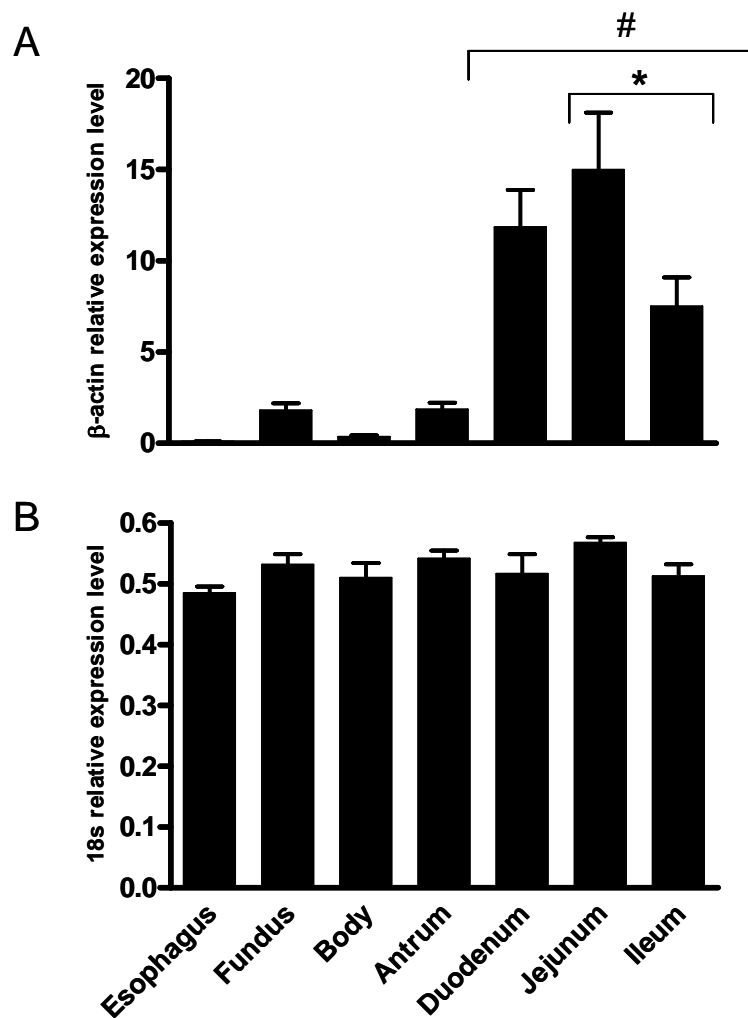 A
#
*
20
15
10
5
0
β-actin relative expression level
B
0.6
0.5
0.4
0.3
0.2
0.1
0.0
18s relative expression level
Esophagus
Fundus
Body
Antrum
Duodenum
Jejunum
Ileum